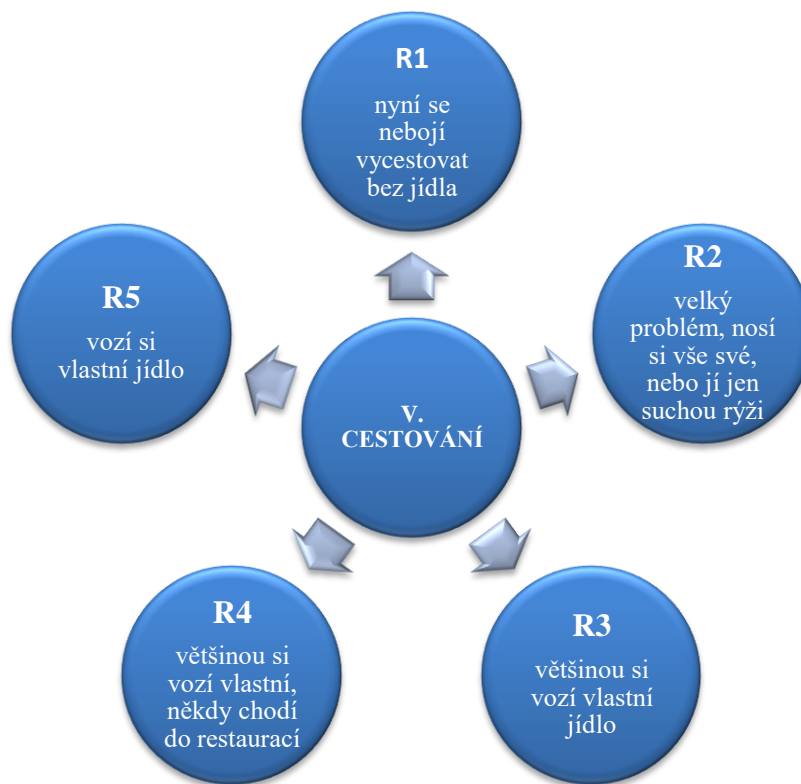 R1
nyní se
nebojí
vycestovat
bez jídla
R2
velký
problém, nosí
si vše své,
nebo jí jen
suchou rýži
R5
vozí si
vlastní jídlo
V.
CESTOVÁNÍ
R4
většinou si
vozí vlastní,
někdy chodí
do restaurací
R3
většinou si
vozí vlastní
jídlo